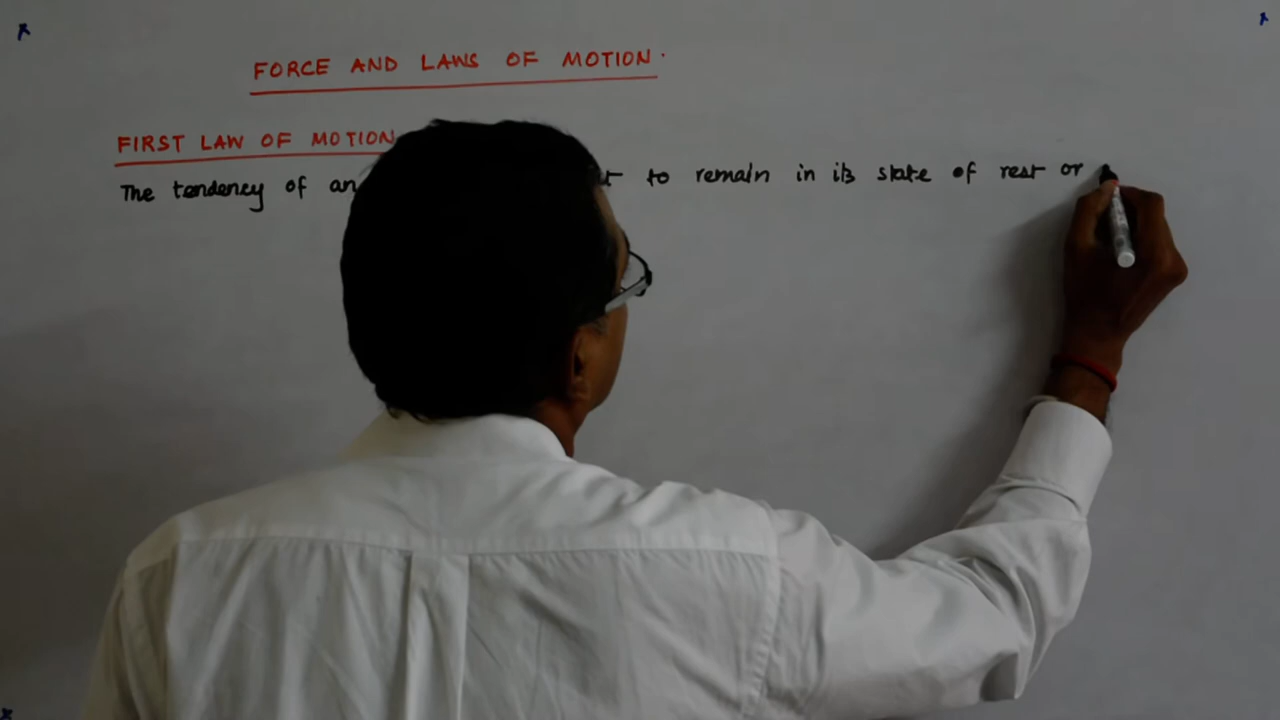 FORCE AND LAWS OF MOTION.
FIRST LAW OF MOTION
The tendency of an to remain in its state of rest or